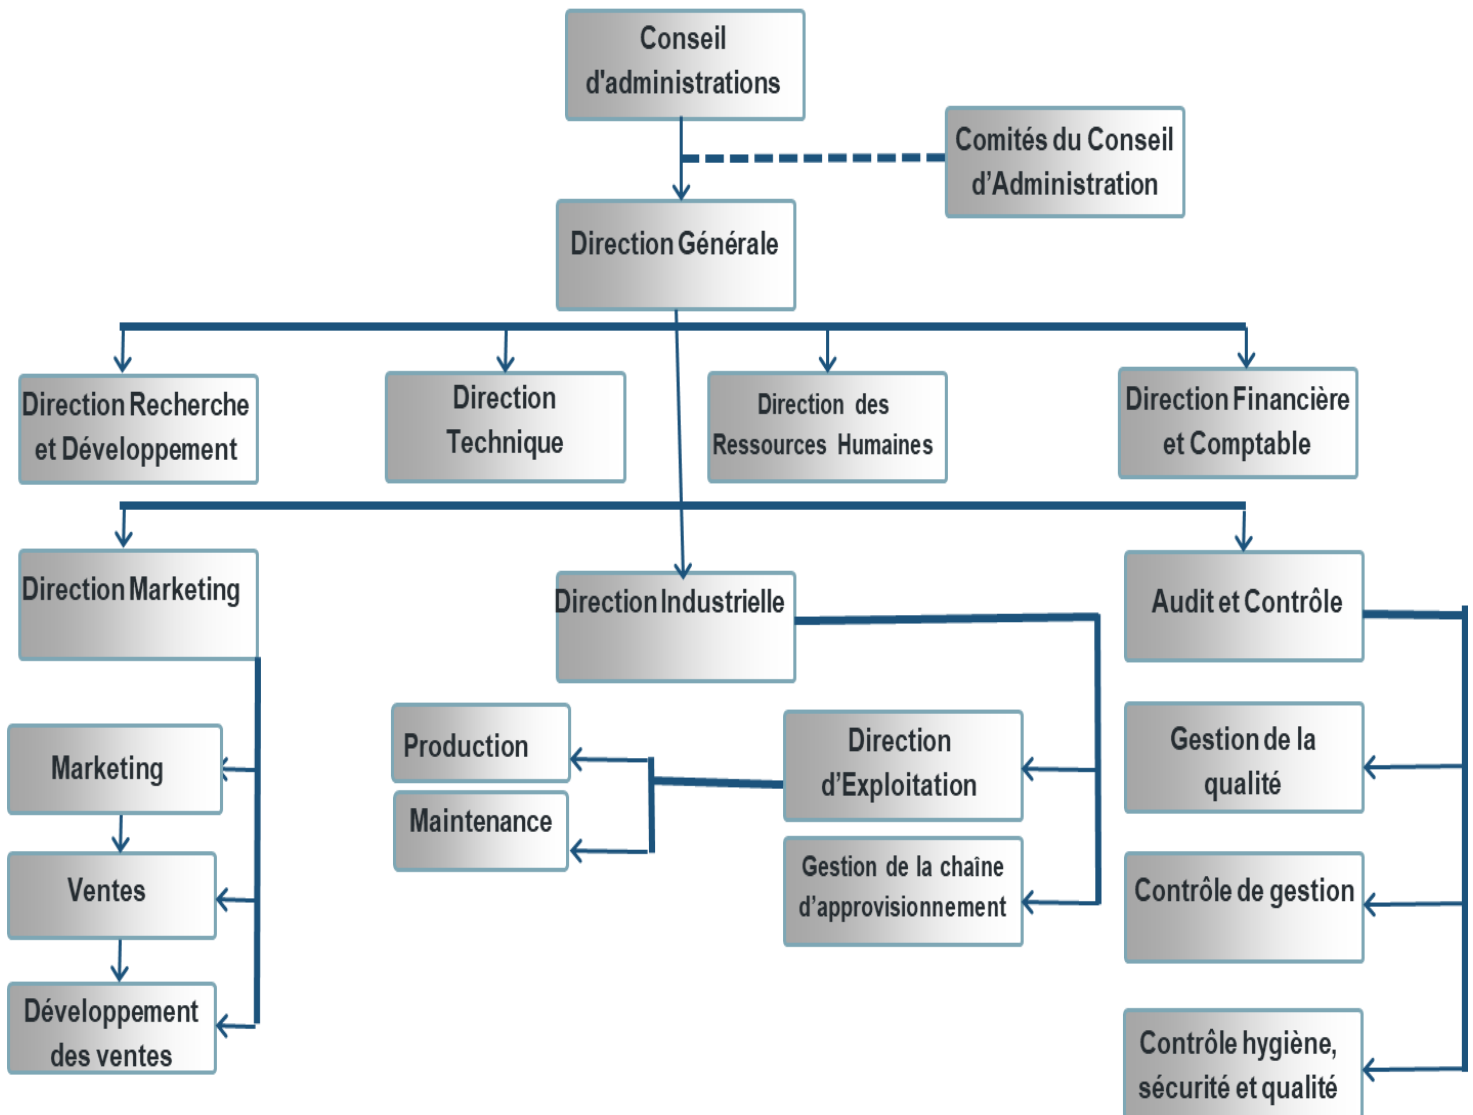 Conseil
d'administrations
Comités du Conseil
d’Administration
Direction Générale
Direction Recherche
et Développement
Direction
Technique
Direction des
Ressources Humaines
Direction Financière
et Comptable
Direction Marketing
Direction Industrielle
Audit et Contrôle
Marketing
Ventes
Développement
des ventes
Production
Maintenance
Direction
d’Exploitation
Gestion de la chaîne
d’approvisionnement
Gestion de la
qualité
Contrôle de gestion
Contrôle hygiène,
sécurité et qualité